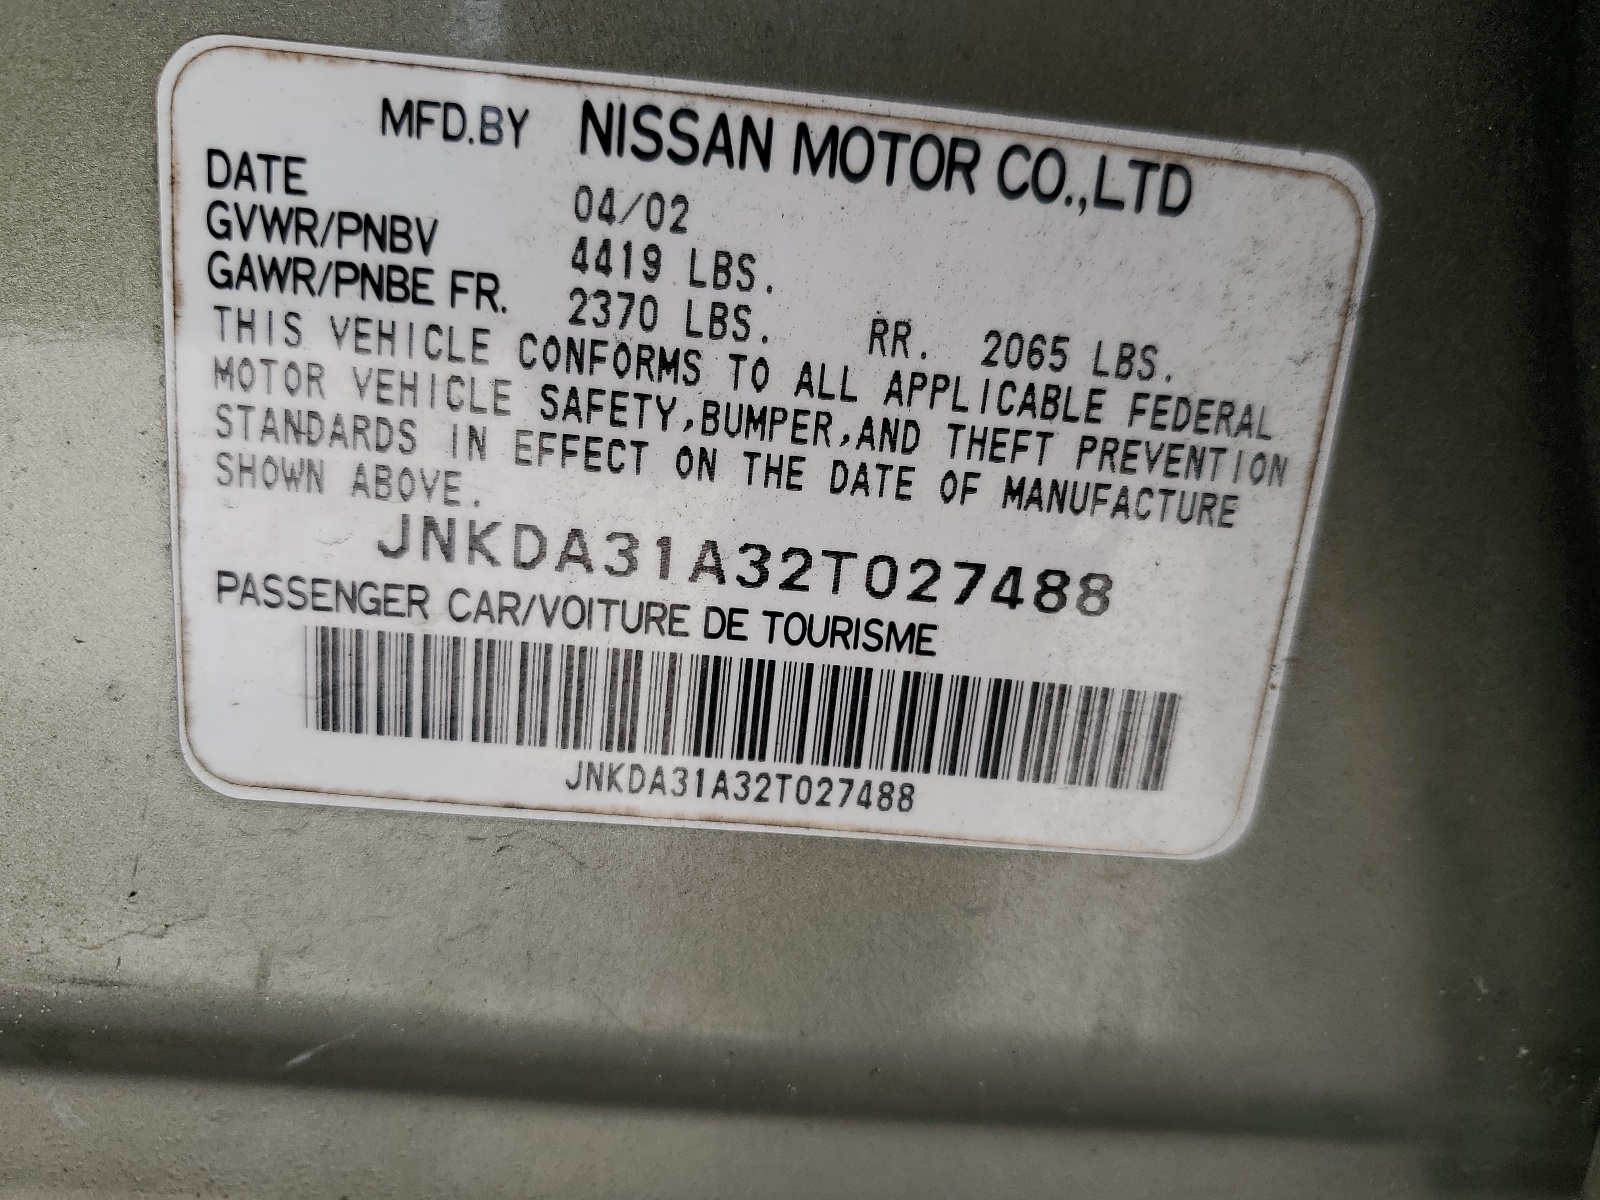 MFD.BY NISSAN MOTOR CO.,LTD
DATE 04/02
GVWR/PNBV 4419 LBS.
GAWR/PNBE FR. 2370 LBS. RR. 2065 LBS.
THIS VEHICLE CONFORMS TO ALL APPLICABLE FEDERAL
MOTOR VEHICLE SAFETY,BUMPER,AND THEFT PREVENTION
STANDARDS IN EFFECT ON THE DATE OF MANUFACTURE
SHOWN ABOVE.
JNKDA31A32T027488
PASSENGER CAR/VOITURE DE TOURISME
JNKDA31A32T027488